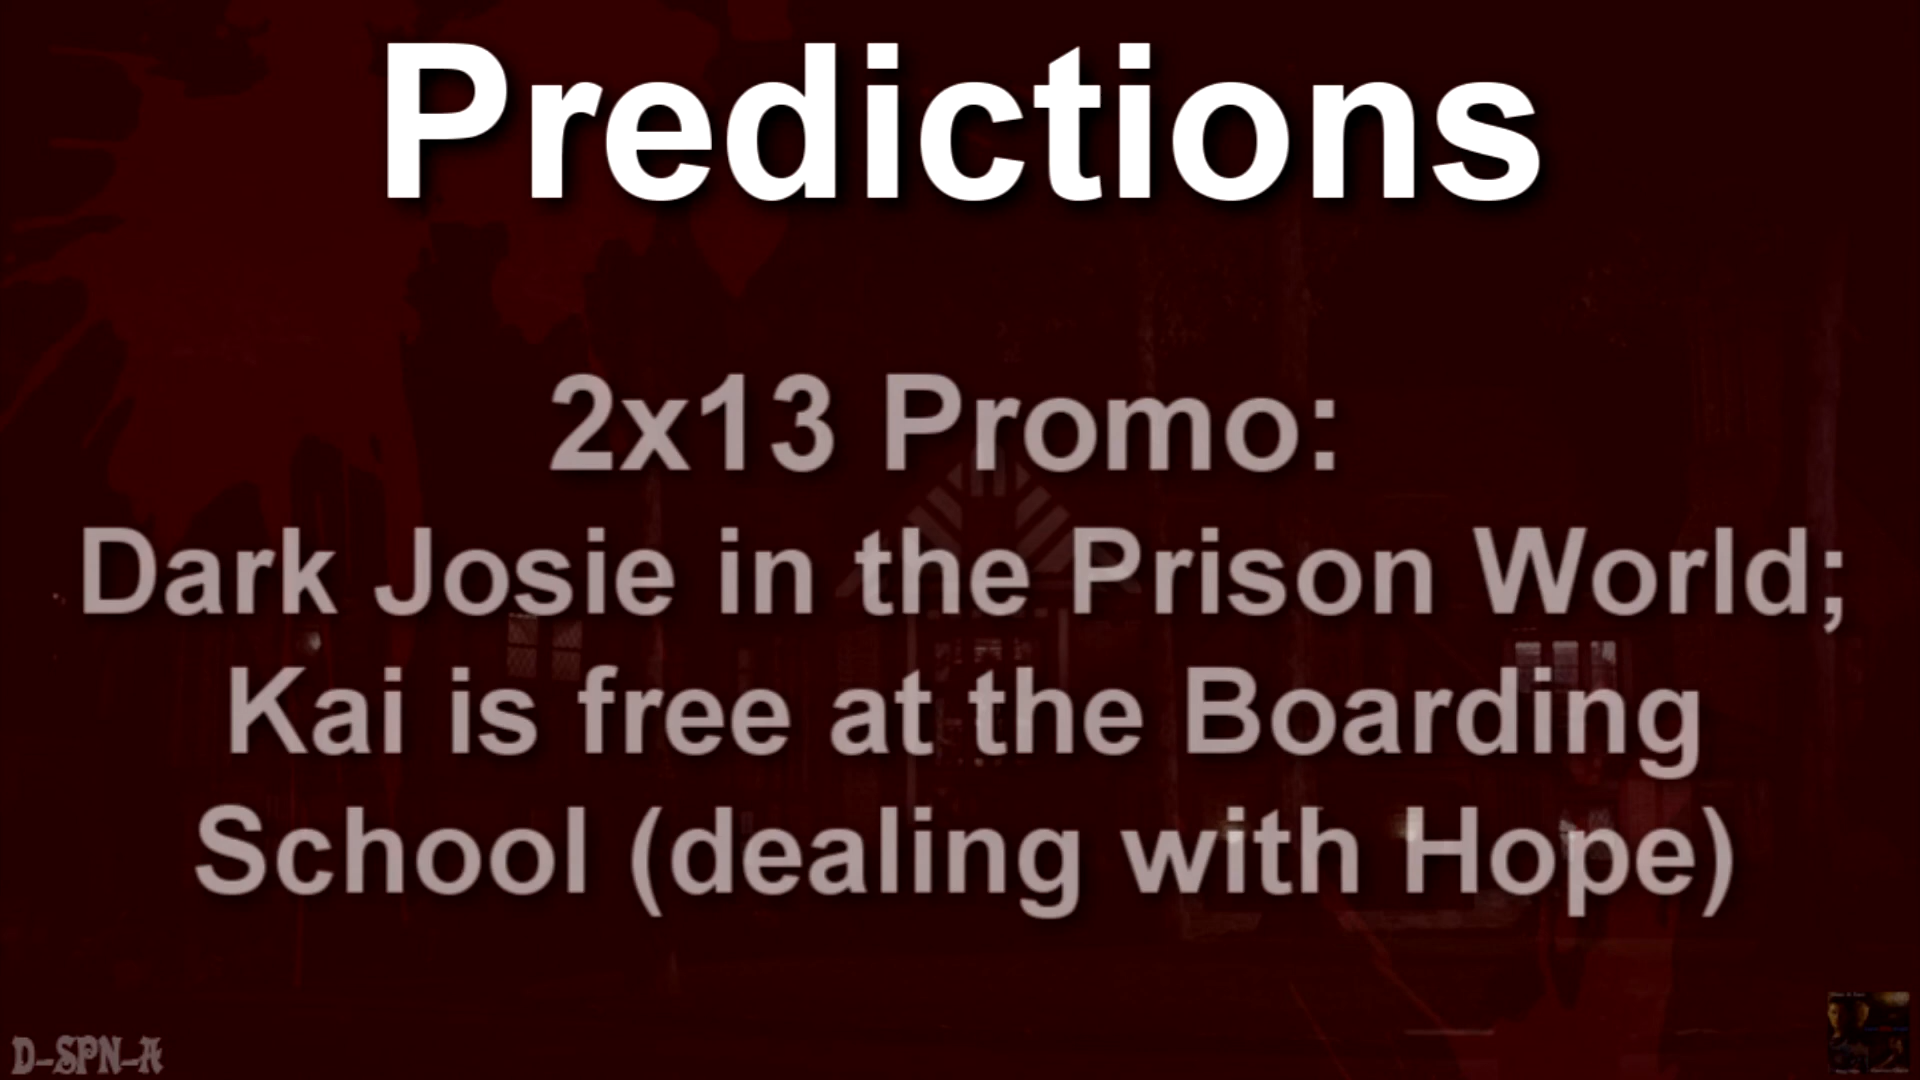 Predictions
2x13 Promo:
Dark Josie in the Prison World;
Kai is free at the Boarding
School (dealing with Hope)
D-SPN-A